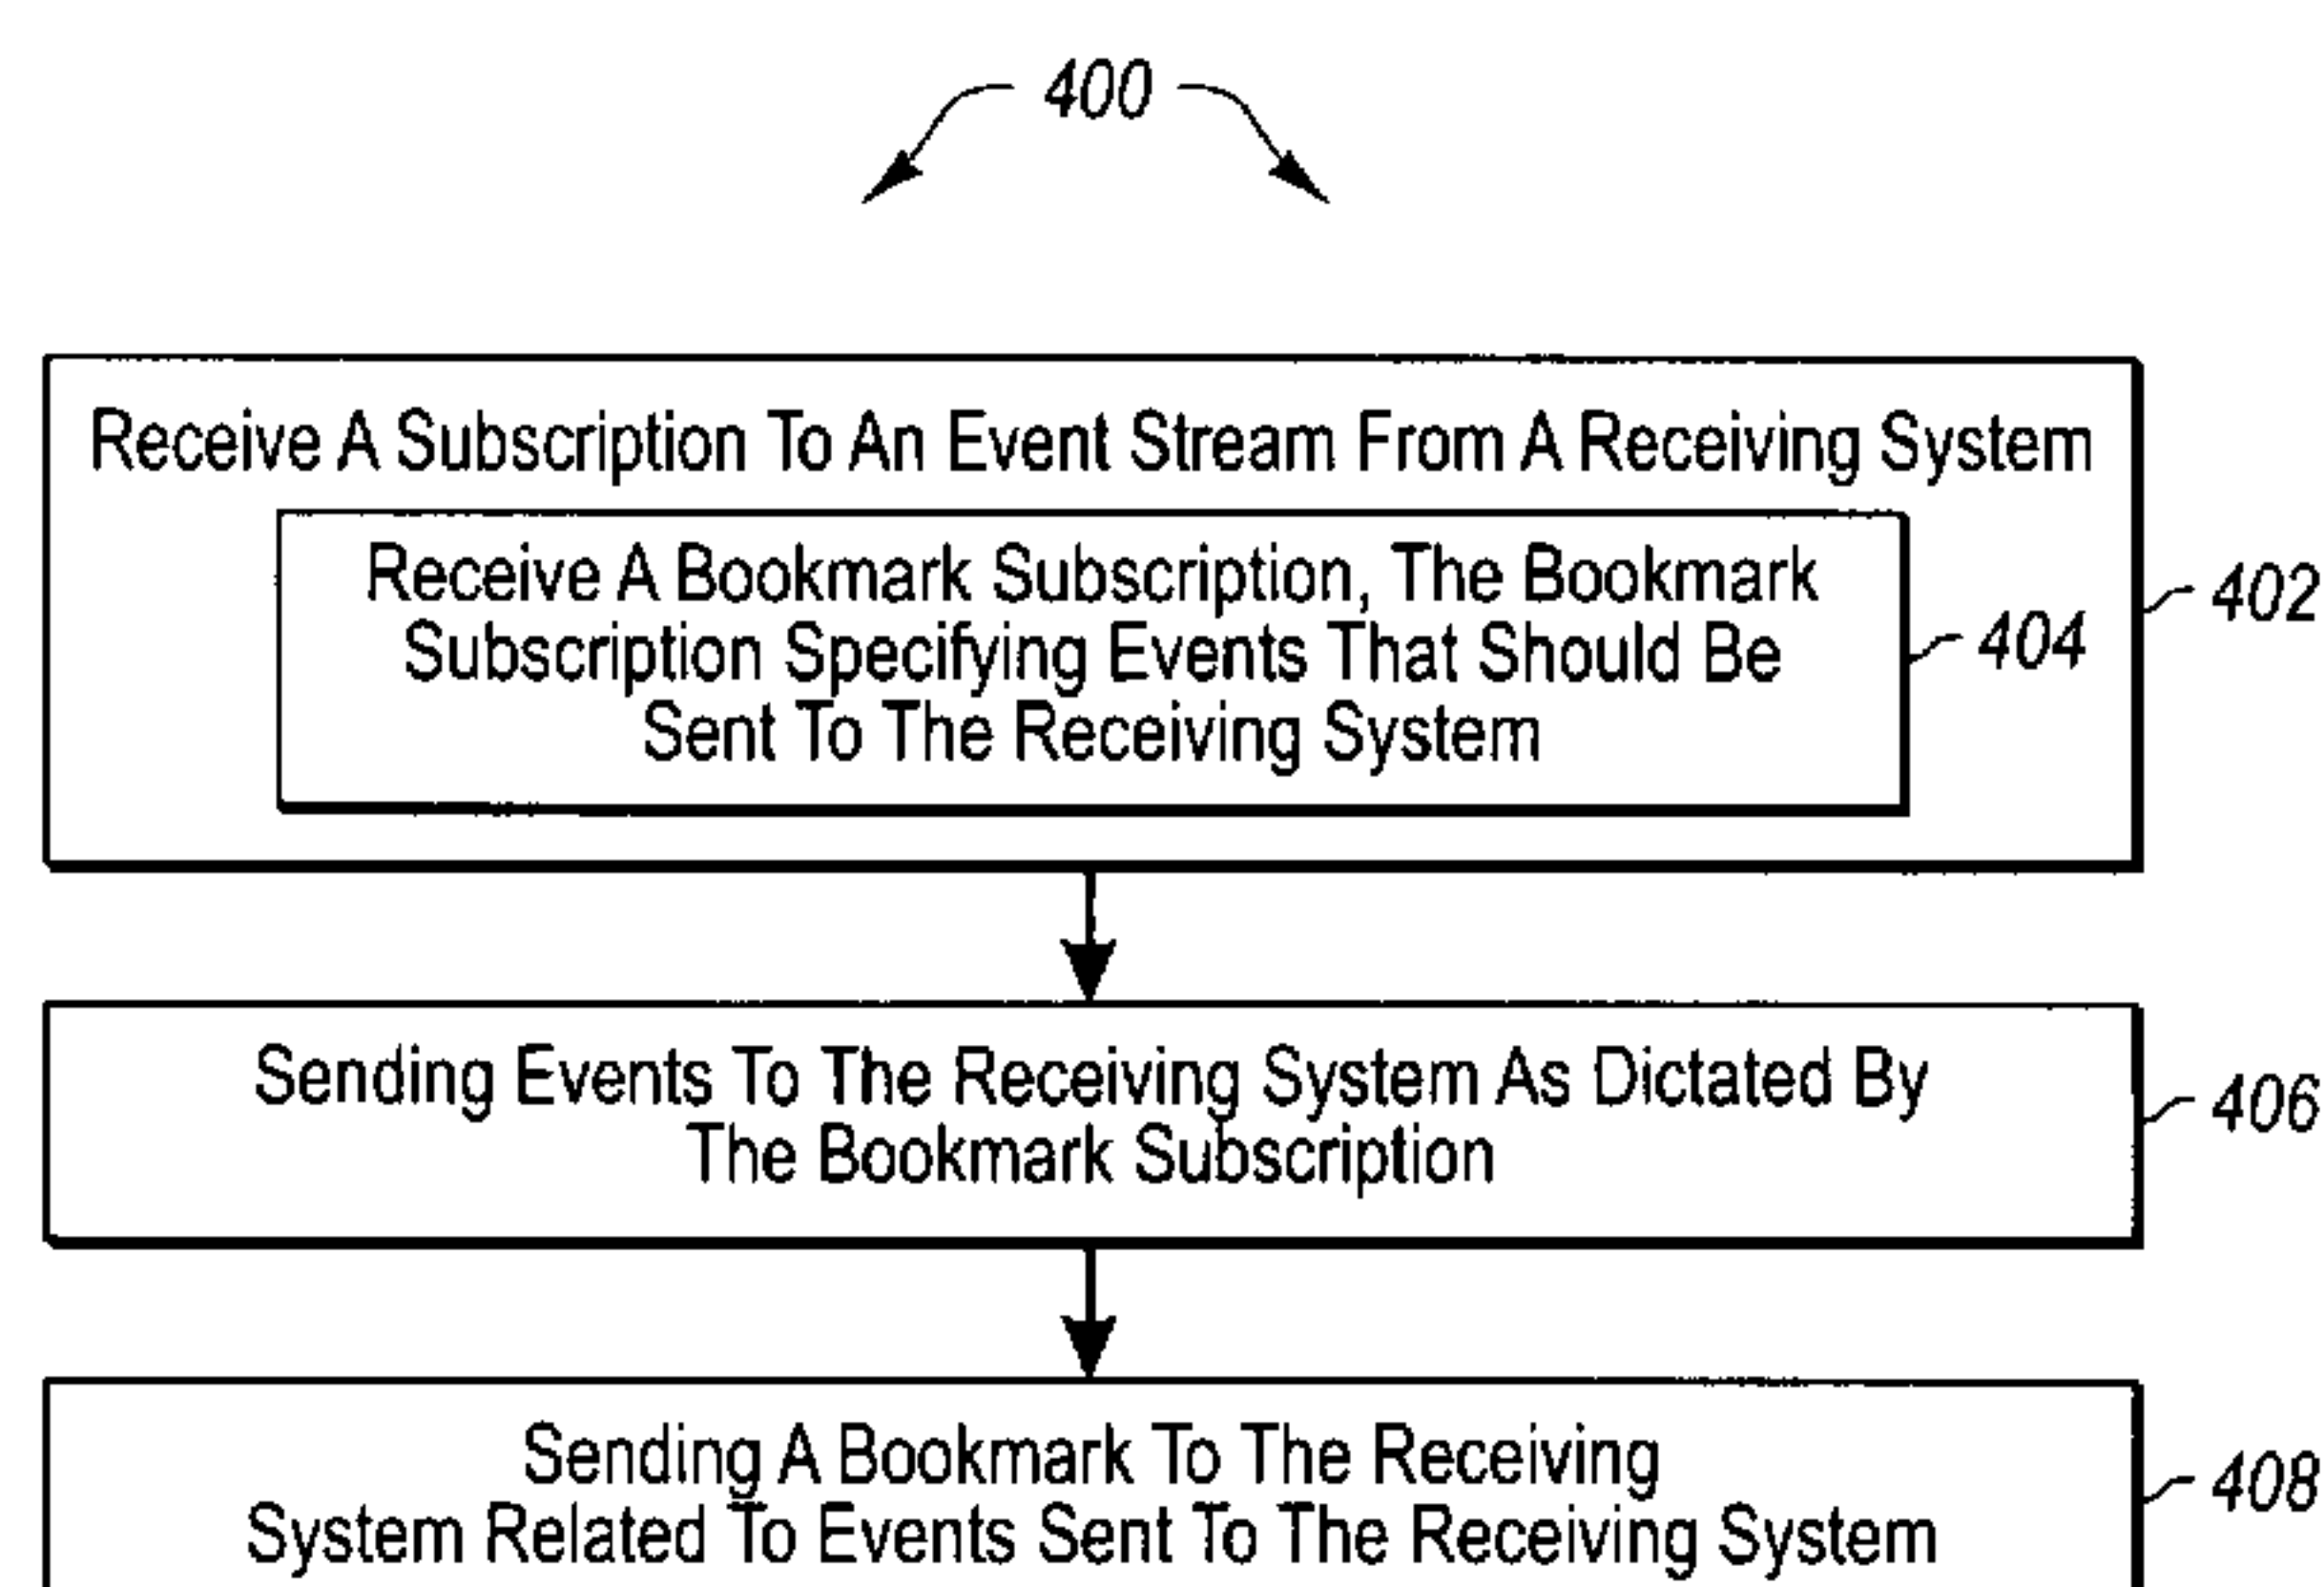 400
Receive A Subscription To An Event Stream From A Receiving System
Receive A Bookmark Subscription, The Bookmark
Subscription Specifying Events That Should Be
Sent To The Receiving System
402
404
Sending Events To The Receiving System As Dictated By
The Bookmark Subscription
406
Sending A Bookmark To The Receiving
System Related To Events Sent To The Receiving System
408